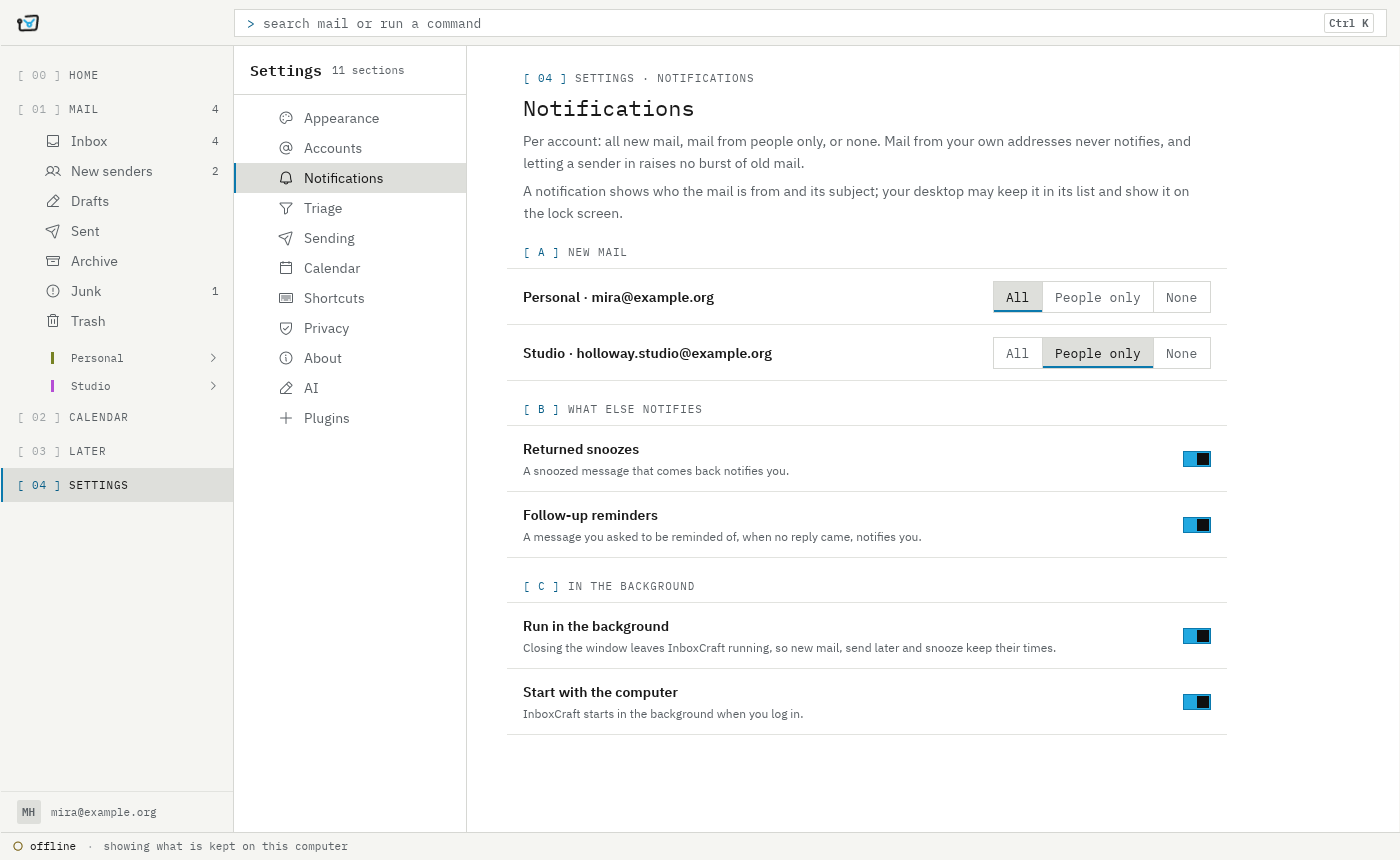 > search mail or run a command
Ctrl K
[ 00 ] HOME
[ 01 ] MAIL 4
Inbox 4
New senders 2
Drafts
Sent
Archive
Junk 1
Trash
Personal
Studio
[ 02 ] CALENDAR
[ 03 ] LATER
[ 04 ] SETTINGS
MH mira@example.org
Settings 11 sections
Appearance
Accounts
Notifications
Triage
Sending
Calendar
Shortcuts
Privacy
About
AI
Plugins
[ 04 ] SETTINGS · NOTIFICATIONS
Notifications
Per account: all new mail, mail from people only, or none. Mail from your own addresses never notifies, and
letting a sender in raises no burst of old mail.
A notification shows who the mail is from and its subject; your desktop may keep it in its list and show it on
the lock screen.
[ A ] NEW MAIL
Personal · mira@example.org All People only None
Studio · holloway.studio@example.org All People only None
[ B ] WHAT ELSE NOTIFIES
Returned snoozes
A snoozed message that comes back notifies you.
Follow-up reminders
A message you asked to be reminded of, when no reply came, notifies you.
[ C ] IN THE BACKGROUND
Run in the background
Closing the window leaves InboxCraft running, so new mail, send later and snooze keep their times.
Start with the computer
InboxCraft starts in the background when you log in.
offline · showing what is kept on this computer